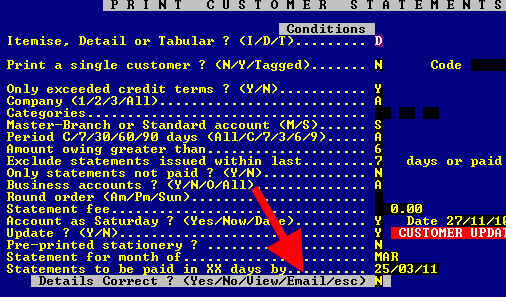 PRINT CUSTOMER STATEMENTS
Conditions
Itemise, Detail or Tabular ? (I/D/T)......... D
Print a single customer ? (N/Y/Tagged)....... N Code
Only exceeded credit terms ? (Y/N)........... Y
Company (1/2/3/All).......................... A
Categories...................................
Master-Branch or Standard account (M/S)...... S
Period C/7/30/60/90 days (All/C/7/3/6/9)..... A
Amount owing greater than.................... 6
Exclude statements issued within last........7 days or paid
Only statements not paid ? (Y/N)............. N
Business accounts ? (Y/N/O/All).............. A
Round order (Am/Pm/Sun)......................
Statement fee................................ 0.00
Account as Saturday ? (Yes/Now/Date)......... Y Date 27/11/10
Update ? (Y/N)............................... Y CUSTOMER UPDAT
Pre-printed stationery ? .................... N
Statement for month of.......................MAR
Statements to be paid in XX days by..........25/03/11
Details Correct ? (Yes/No/View/Email/esc) N